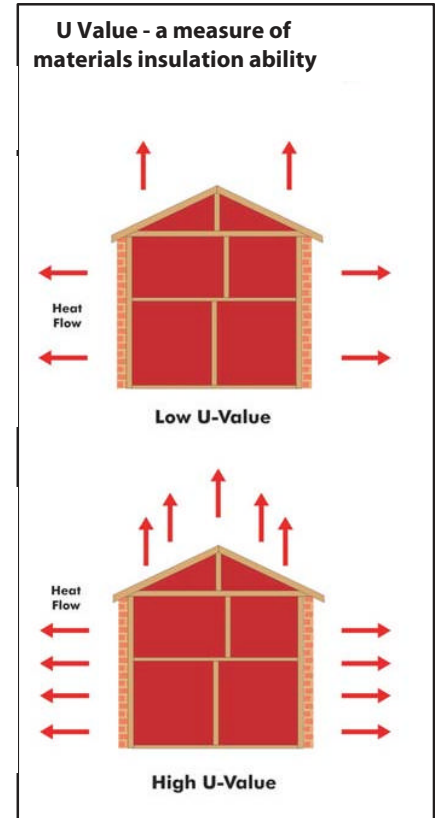 U Value - a measure of
materials insulation ability
Heat
Flow
Low U-Value
Heat
Flow
High U-Value